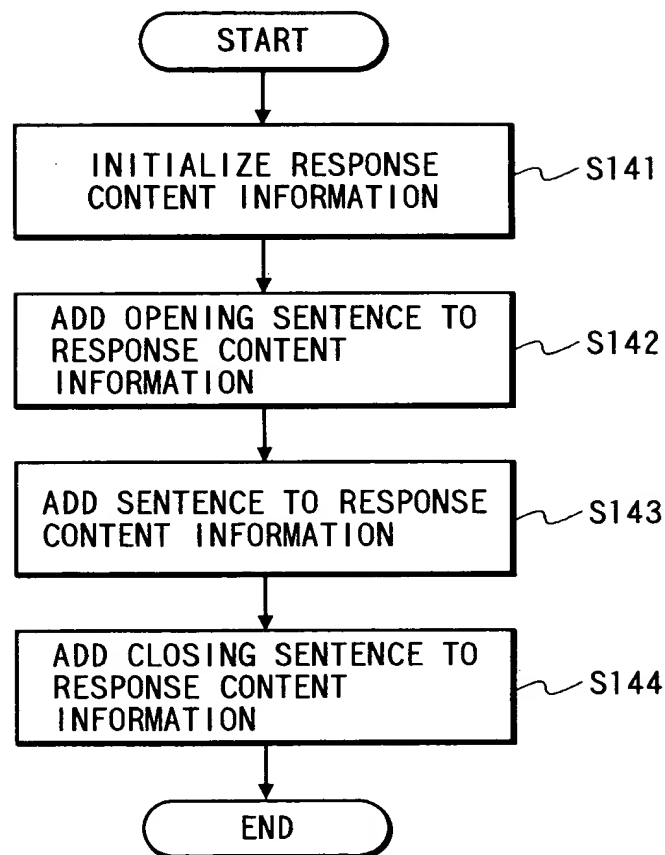 START
INITIALIZE RESPONSE
CONTENT INFORMATION
S141
ADD OPENING SENTENCE TO
RESPONSE CONTENT
INFORMATION
S142
ADD SENTENCE TO RESPONSE
CONTENT INFORMATION
S143
ADD CLOSING SENTENCE TO
RESPONSE CONTENT
INFORMATION
S144
END